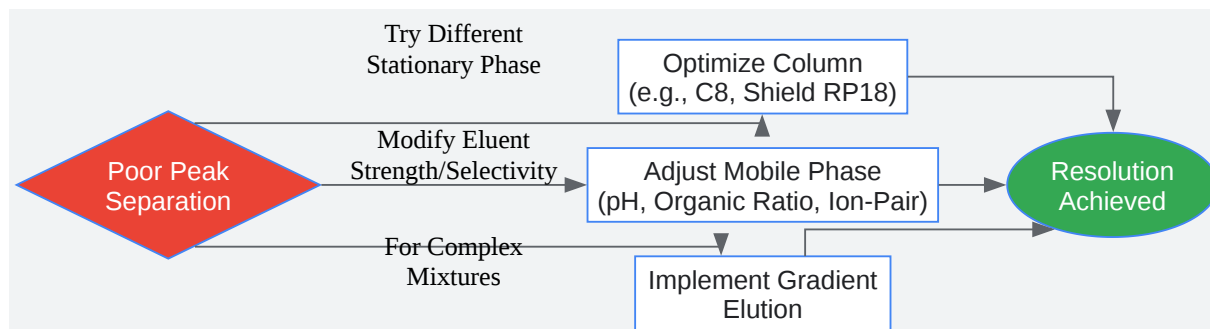 Try Different
Stationary Phase
Optimize Column
(e.g., C8, Shield RP18)
Poor Peak
Separation
Modify Eluent
Strength/Selectivity
Adjust Mobile Phase
(pH, Organic Ratio, Ion-Pair)
Resolution
Achieved
For Complex
Mixtures
Implement Gradient
Elution